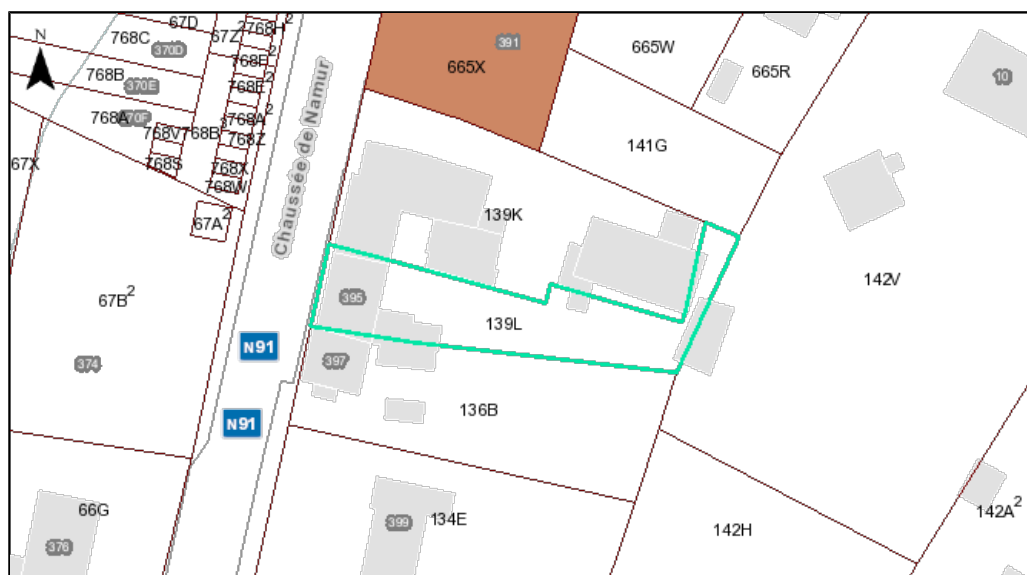 67D
768H²
768C
370D
67Z²
391
665W
N
768F²
665X
768B
370E
768E²
665R
10
768A
370F
768A²
768V
768B³
768Z
141G
67X
768S
768X
768W
Chaussée de Namur
67A²
139K
142V
67B²
395
139L
N91
374
397
136B
N91
66G
399
134E
142H
142A²
376